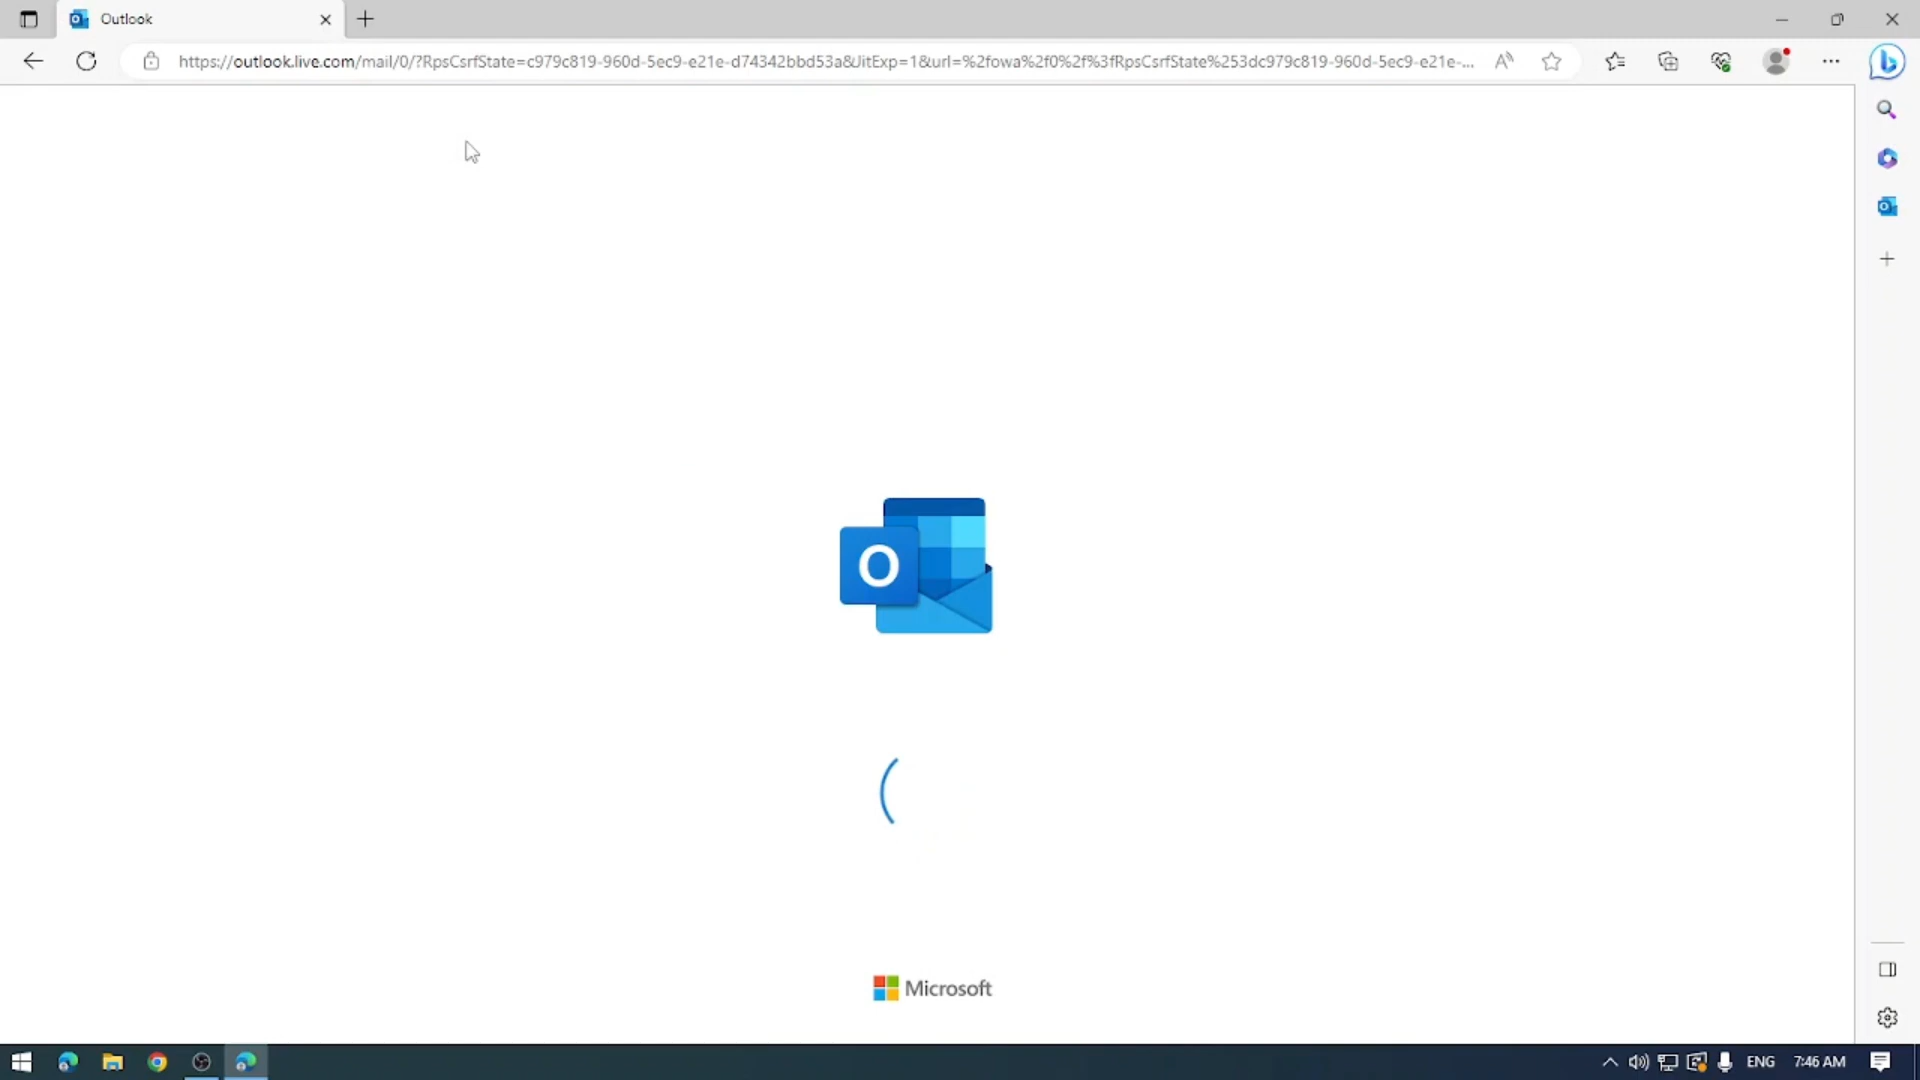 Outlook
https://outlook.live.com/mail/0/?RpsCsrfState=c979c819-960d-5ec9-e21e-d74342bbd53a&JitExp=1&url=%2fowa%2f0%2f%3fRpsCsrfState%253dc979c819-960d-5ec9-e21e-...
O
Microsoft
ENG
7:46 AM